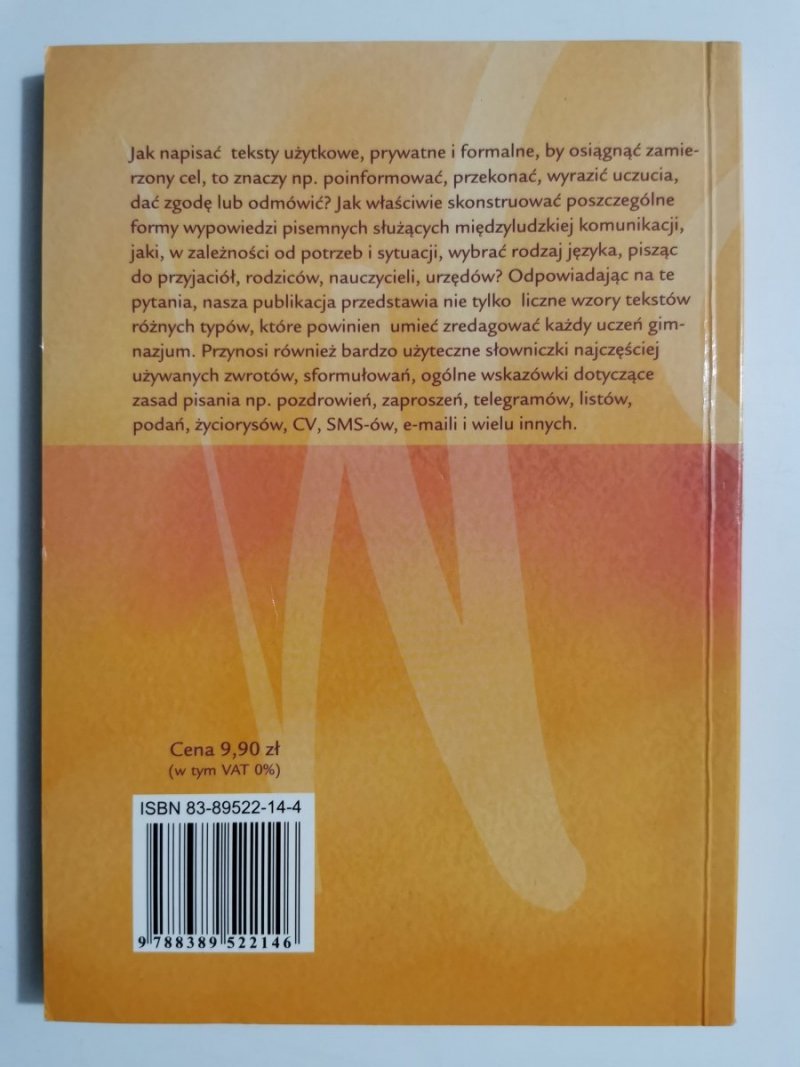 Jak napisać teksty użytkowe, prywatne i formalne, by osiągnąć zamie-
rzony cel, to znaczy np. poinformować, przekonać, wyrazić uczucia,
dać zgodę lub odmówić? Jak właściwie skonstruować poszczególne
formy wypowiedzi pisemnych służących międzyludzkiej komunikacji,
jaki, w zależności od potrzeb i sytuacji, wybrać rodzaj języka, pisząc
do przyjaciół, rodziców, nauczycieli, urzędów? Odpowiadając na te
pytania, nasza publikacja przedstawia nie tylko liczne wzory tekstów
różnych typów, które powinien umieć zredagować każdy uczeń gim-
nazjum. Przynosi również bardzo użyteczne słowniczki najczęściej
używanych zwrotów, sformułowań, ogólne wskazówki dotyczące
zasad pisania np. pozdrowień, zaproszeń, telegramów, listów,
podań, życiorysów, CV, SMS-ów, e-maili i wielu innych.
Cena 9,90 zł
(w tym VAT 0%)
ISBN 83-89522-14-4
9 788389 522146